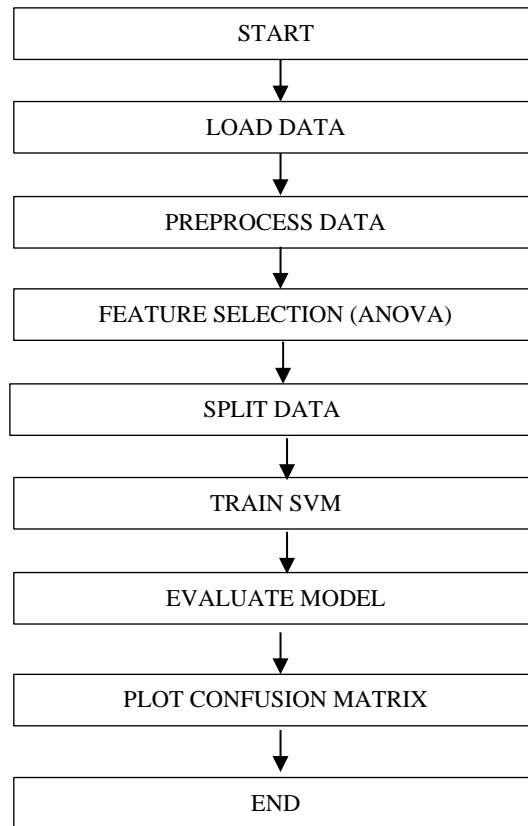 START
LOAD DATA
PREPROCESS DATA
FEATURE SELECTION (ANOVA)
SPLIT DATA
TRAIN SVM
EVALUATE MODEL
PLOT CONFUSION MATRIX
END